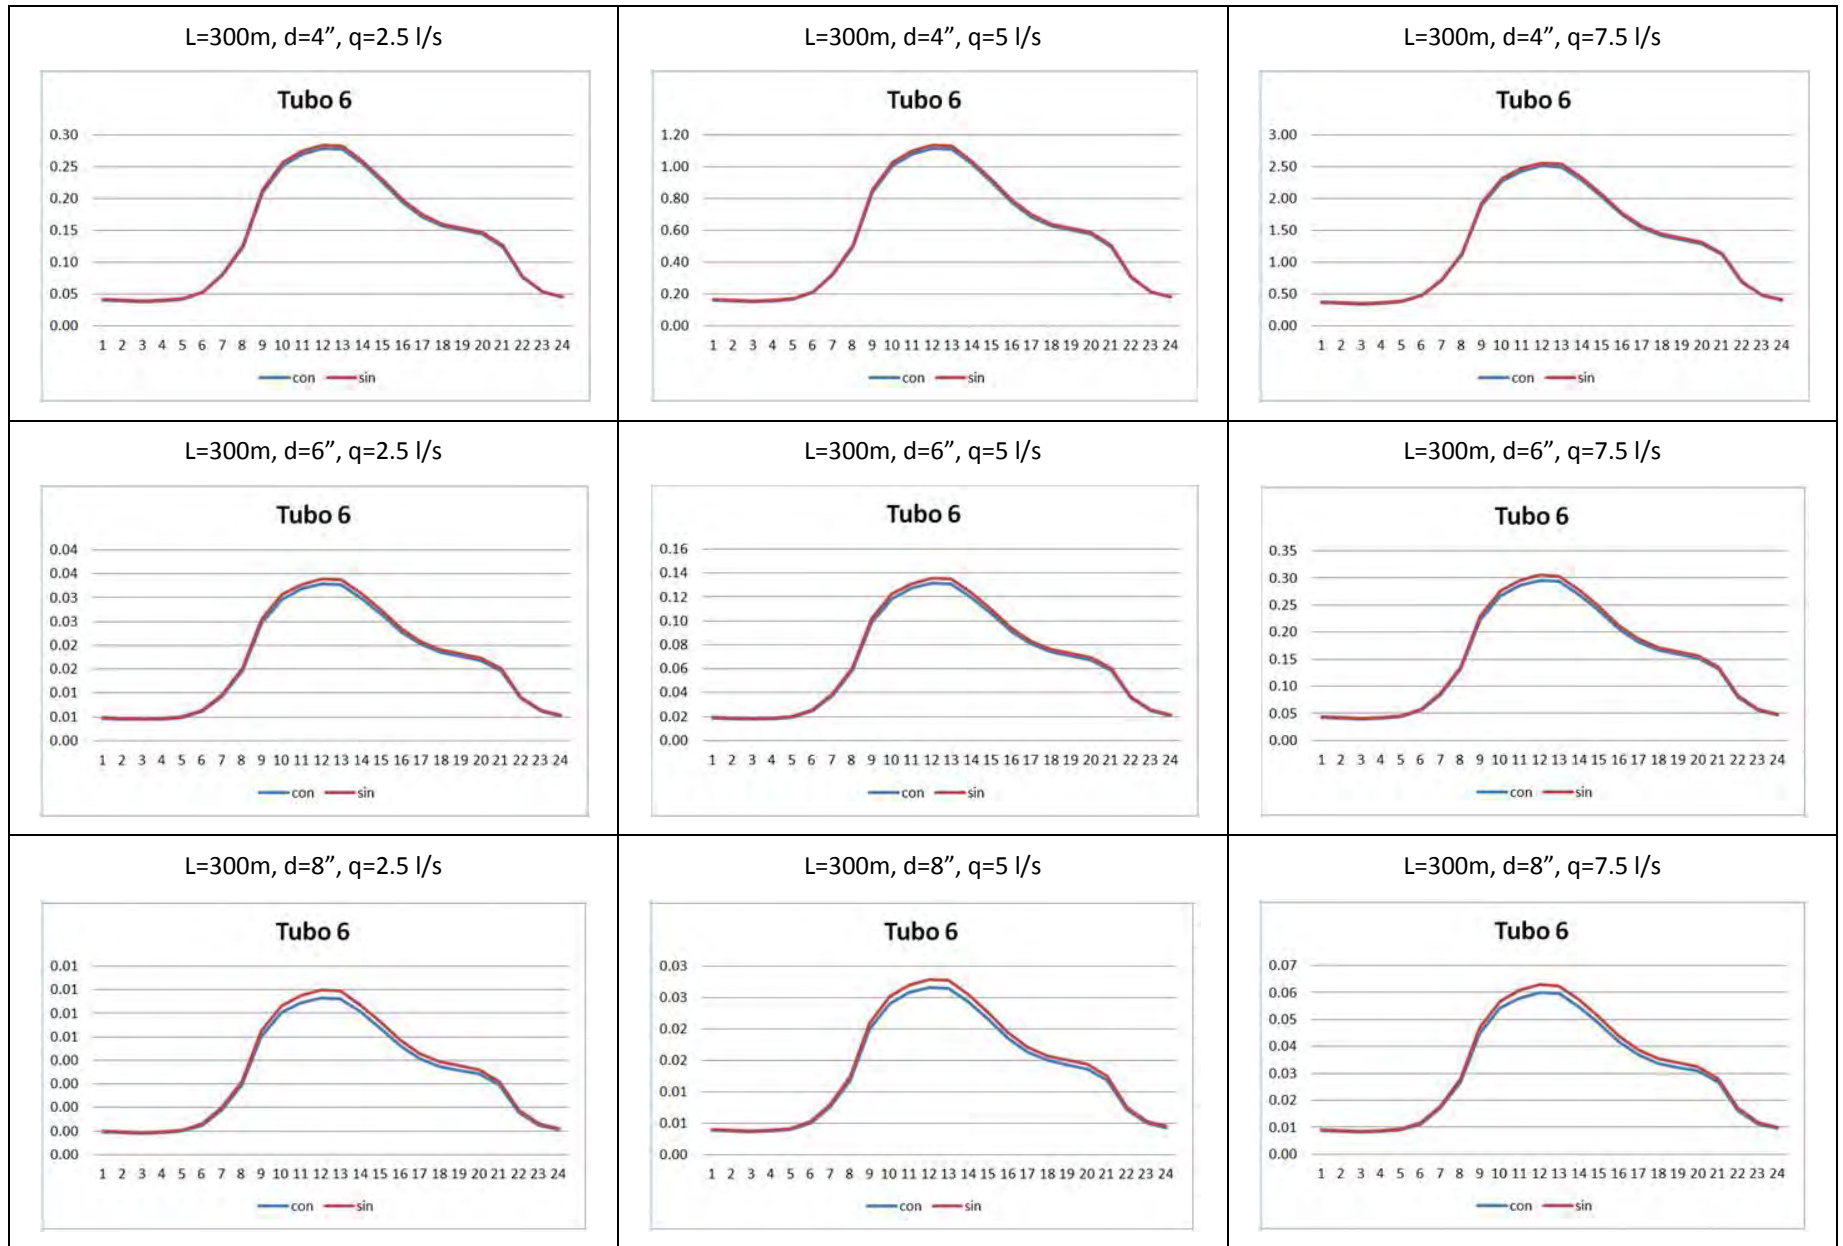 L=300m, d=4”, q=2.5 l/s
Tubo 6
0.30
0.25
0.20
0.15
0.10
0.05
0.00
1 2 3 4 5 6 7 8 9 10 11 12 13 14 15 16 17 18 19 20 21 22 23 24
con sin
L=300m, d=4”, q=5 l/s
Tubo 6
1.20
1.00
0.80
0.60
0.40
0.20
0.00
1 2 3 4 5 6 7 8 9 10 11 12 13 14 15 16 17 18 19 20 21 22 23 24
con sin
L=300m, d=4”, q=7.5 l/s
Tubo 6
3.00
2.50
2.00
1.50
1.00
0.50
0.00
1 2 3 4 5 6 7 8 9 10 11 12 13 14 15 16 17 18 19 20 21 22 23 24
con sin
L=300m, d=6”, q=2.5 l/s
Tubo 6
0.04
0.04
0.03
0.03
0.02
0.02
0.01
0.01
0.00
1 2 3 4 5 6 7 8 9 10 11 12 13 14 15 16 17 18 19 20 21 22 23 24
con sin
L=300m, d=6”, q=5 l/s
Tubo 6
0.16
0.14
0.12
0.10
0.08
0.06
0.04
0.02
0.00
1 2 3 4 5 6 7 8 9 10 11 12 13 14 15 16 17 18 19 20 21 22 23 24
con sin
L=300m, d=6”, q=7.5 l/s
Tubo 6
0.35
0.30
0.25
0.20
0.15
0.10
0.05
0.00
1 2 3 4 5 6 7 8 9 10 11 12 13 14 15 16 17 18 19 20 21 22 23 24
con sin
L=300m, d=8”, q=2.5 l/s
Tubo 6
0.01
0.01
0.01
0.01
0.00
0.00
0.00
0.00
0.00
1 2 3 4 5 6 7 8 9 10 11 12 13 14 15 16 17 18 19 20 21 22 23 24
con sin
L=300m, d=8”, q=5 l/s
Tubo 6
0.03
0.03
0.02
0.02
0.01
0.01
0.00
1 2 3 4 5 6 7 8 9 10 11 12 13 14 15 16 17 18 19 20 21 22 23 24
con sin
L=300m, d=8”, q=7.5 l/s
Tubo 6
0.07
0.06
0.05
0.04
0.03
0.02
0.01
0.00
1 2 3 4 5 6 7 8 9 10 11 12 13 14 15 16 17 18 19 20 21 22 23 24
con sin